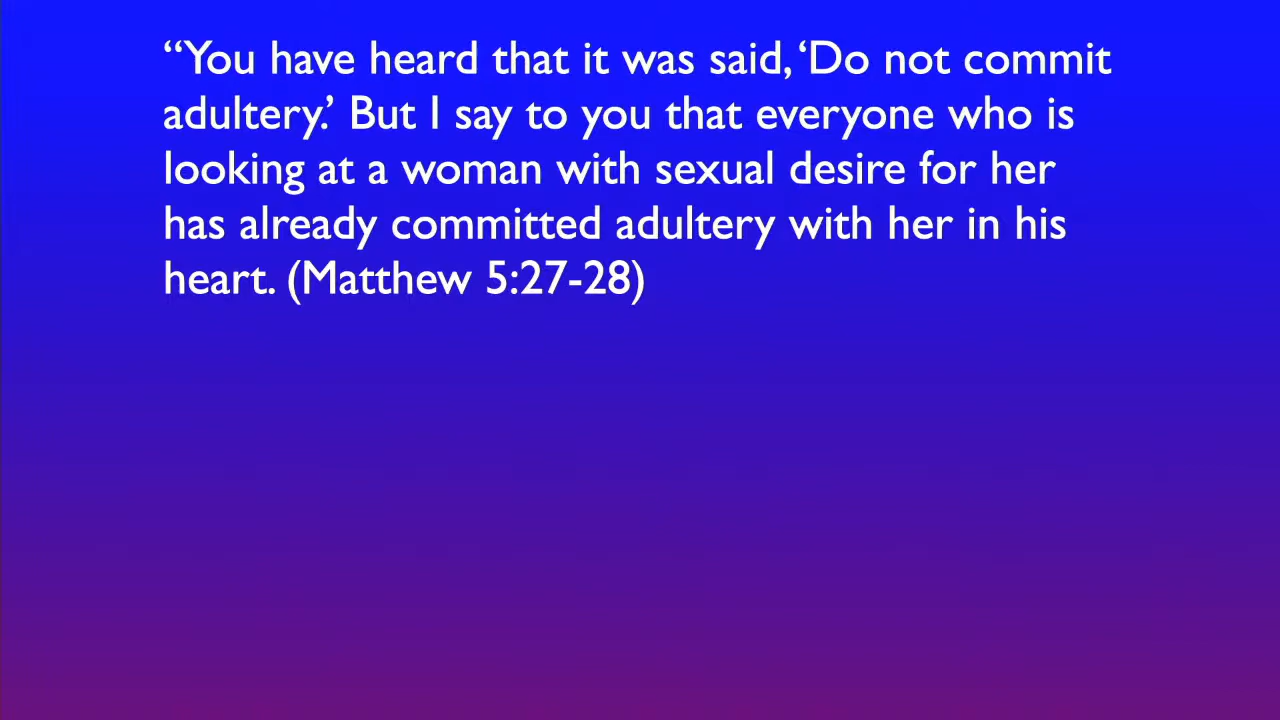 “You have heard that it was said, ‘Do not commit
adultery.’ But I say to you that everyone who is
looking at a woman with sexual desire for her
has already committed adultery with her in his
heart. (Matthew 5:27-28)